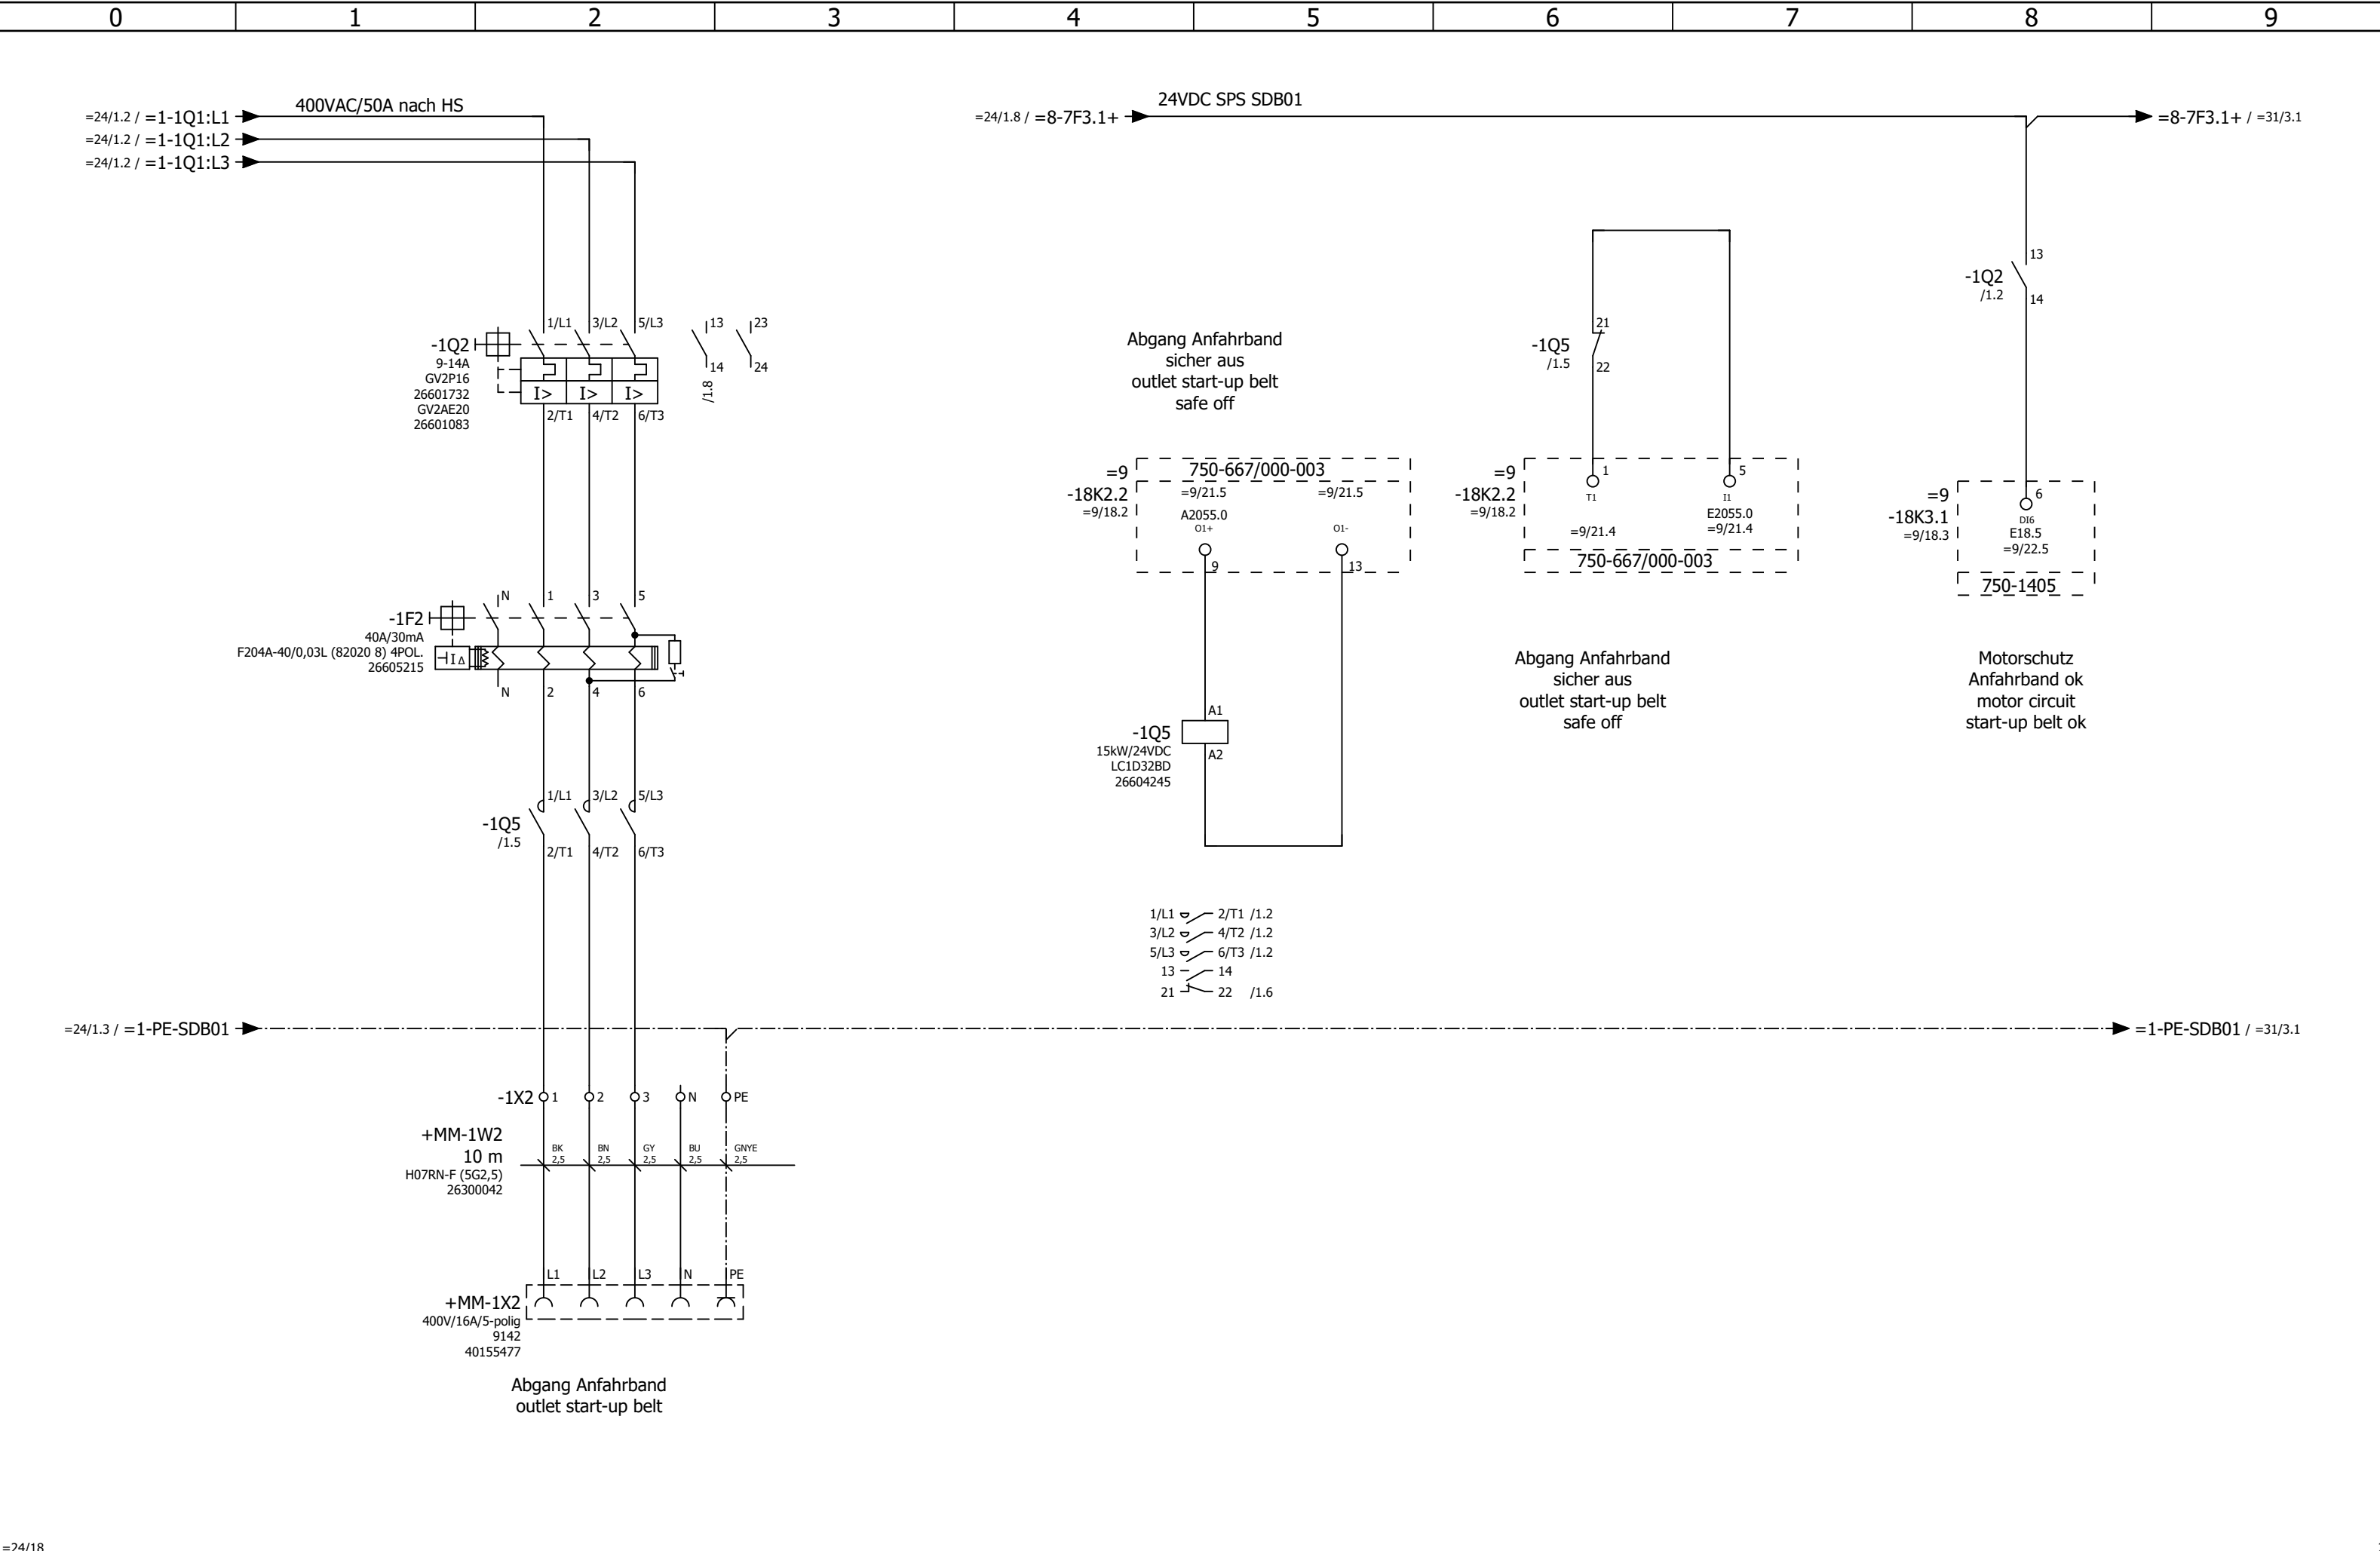 0 1 2 3 4 5 6 7 8 9
=24/1.2 / =1-1Q1:L1
400VAC/50A nach HS
=24/1.2 / =1-1Q1:L2
=24/1.2 / =1-1Q1:L3
=24/1.8 / =8-7F3.1+
24VDC SPS SDB01
=8-7F3.1+ / =31/3.1
-1Q2
9-14A
GV2P16
26601732
GV2AE20
26601083
1/L1 3/L2 5/L3
I> I> I>
2/T1 4/T2 6/T3
13 23
14 24
/1.8
-1F2
40A/30mA
F204A-40/0,03L (82020 8) 4POL.
26605215
N 1 3 5
I Δ
T
N 2 4 6
-1Q5
/1.5
1/L1 3/L2 5/L3
2/T1 4/T2 6/T3
Abgang Anfahrband
sicher aus
outlet start-up belt
safe off
=9
-18K2.2
=9/18.2
750-667/000-003
=9/21.5 =9/21.5
A2055.0
O1+ O1-
9 13
-1Q5
15kW/24VDC
LC1D32BD
26604245
A1
A2
1/L1 2/T1 /1.2
3/L2 4/T2 /1.2
5/L3 6/T3 /1.2
13 14
21 22 /1.6
-1Q5
/1.5
21
22
=9
-18K2.2
=9/18.2
1 5
T1 I1
E2055.0
=9/21.4 =9/21.4
750-667/000-003
Abgang Anfahrband
sicher aus
outlet start-up belt
safe off
-1Q2
/1.2
13
14
=9
-18K3.1
=9/18.3
6
DI6
E18.5
=9/22.5
750-1405
Motorschutz
Anfahrband ok
motor circuit
start-up belt ok
=24/1.3 / =1-PE-SDB01
=1-PE-SDB01 / =31/3.1
-1X2 1 2 3 N PE
+MM-1W2
10 m
H07RN-F (5G2,5)
26300042
BK BN GY BU GNYE
2,5 2,5 2,5 2,5 2,5
L1 L2 L3 N PE
+MM-1X2
400V/16A/5-polig
9142
40155477
Abgang Anfahrband
outlet start-up belt
=24/18